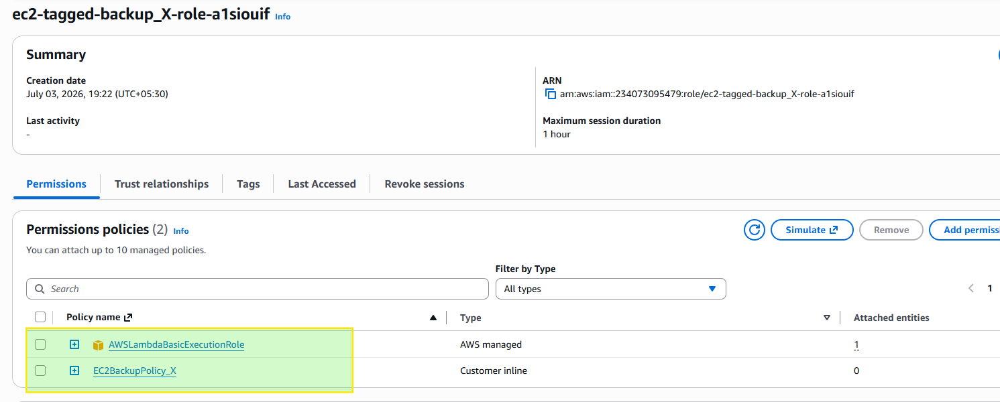 ec2-tagged-backup_X-role-a1siouif Info
Summary
Creation date
July 03, 2026, 19:22 (UTC+05:30)
ARN
arn:aws:iam::234073095479:role/ec2-tagged-backup_X-role-a1siouif
Last activity
-
Maximum session duration
1 hour
Permissions Trust relationships Tags Last Accessed Revoke sessions
Permissions policies (2) Info
Simulate Remove Add permissi
You can attach up to 10 managed policies.
Filter by Type
Search All types 1
Policy name Type Attached entities
AWSLambdaBasicExecutionRole AWS managed 1
EC2BackupPolicy_X Customer inline 0